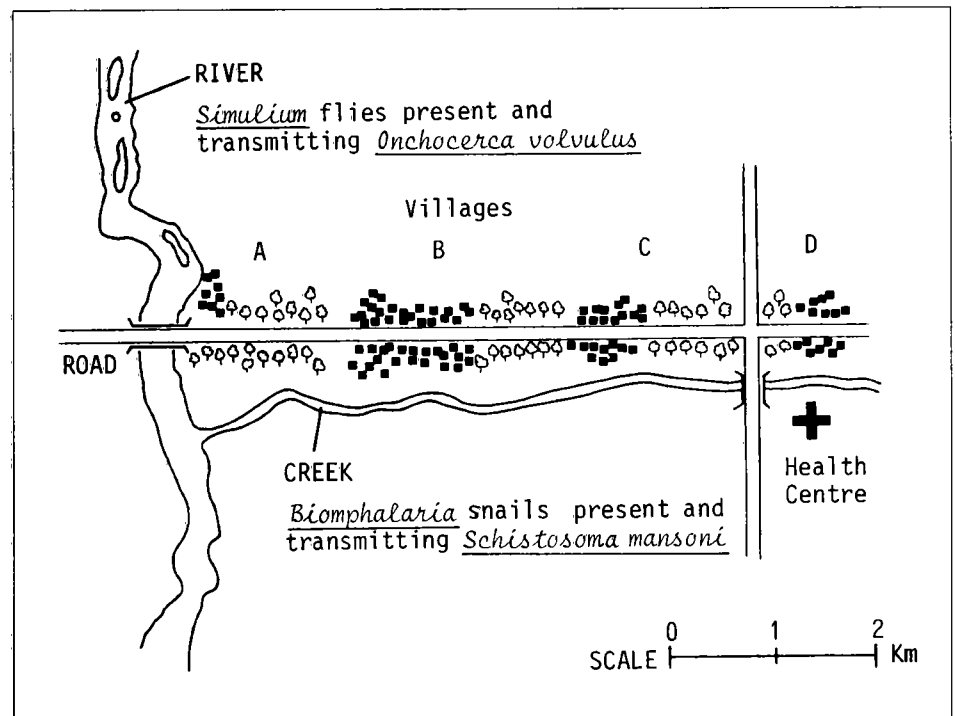 RIVER
Simulium flies present and
transmitting Onchocerca volvulus
Villages
A B C D
ROAD
CREEK
Biomphalaria snails present and
transmitting Schistosoma mansoni
Health
Centre
0 1 2
SCALE Km